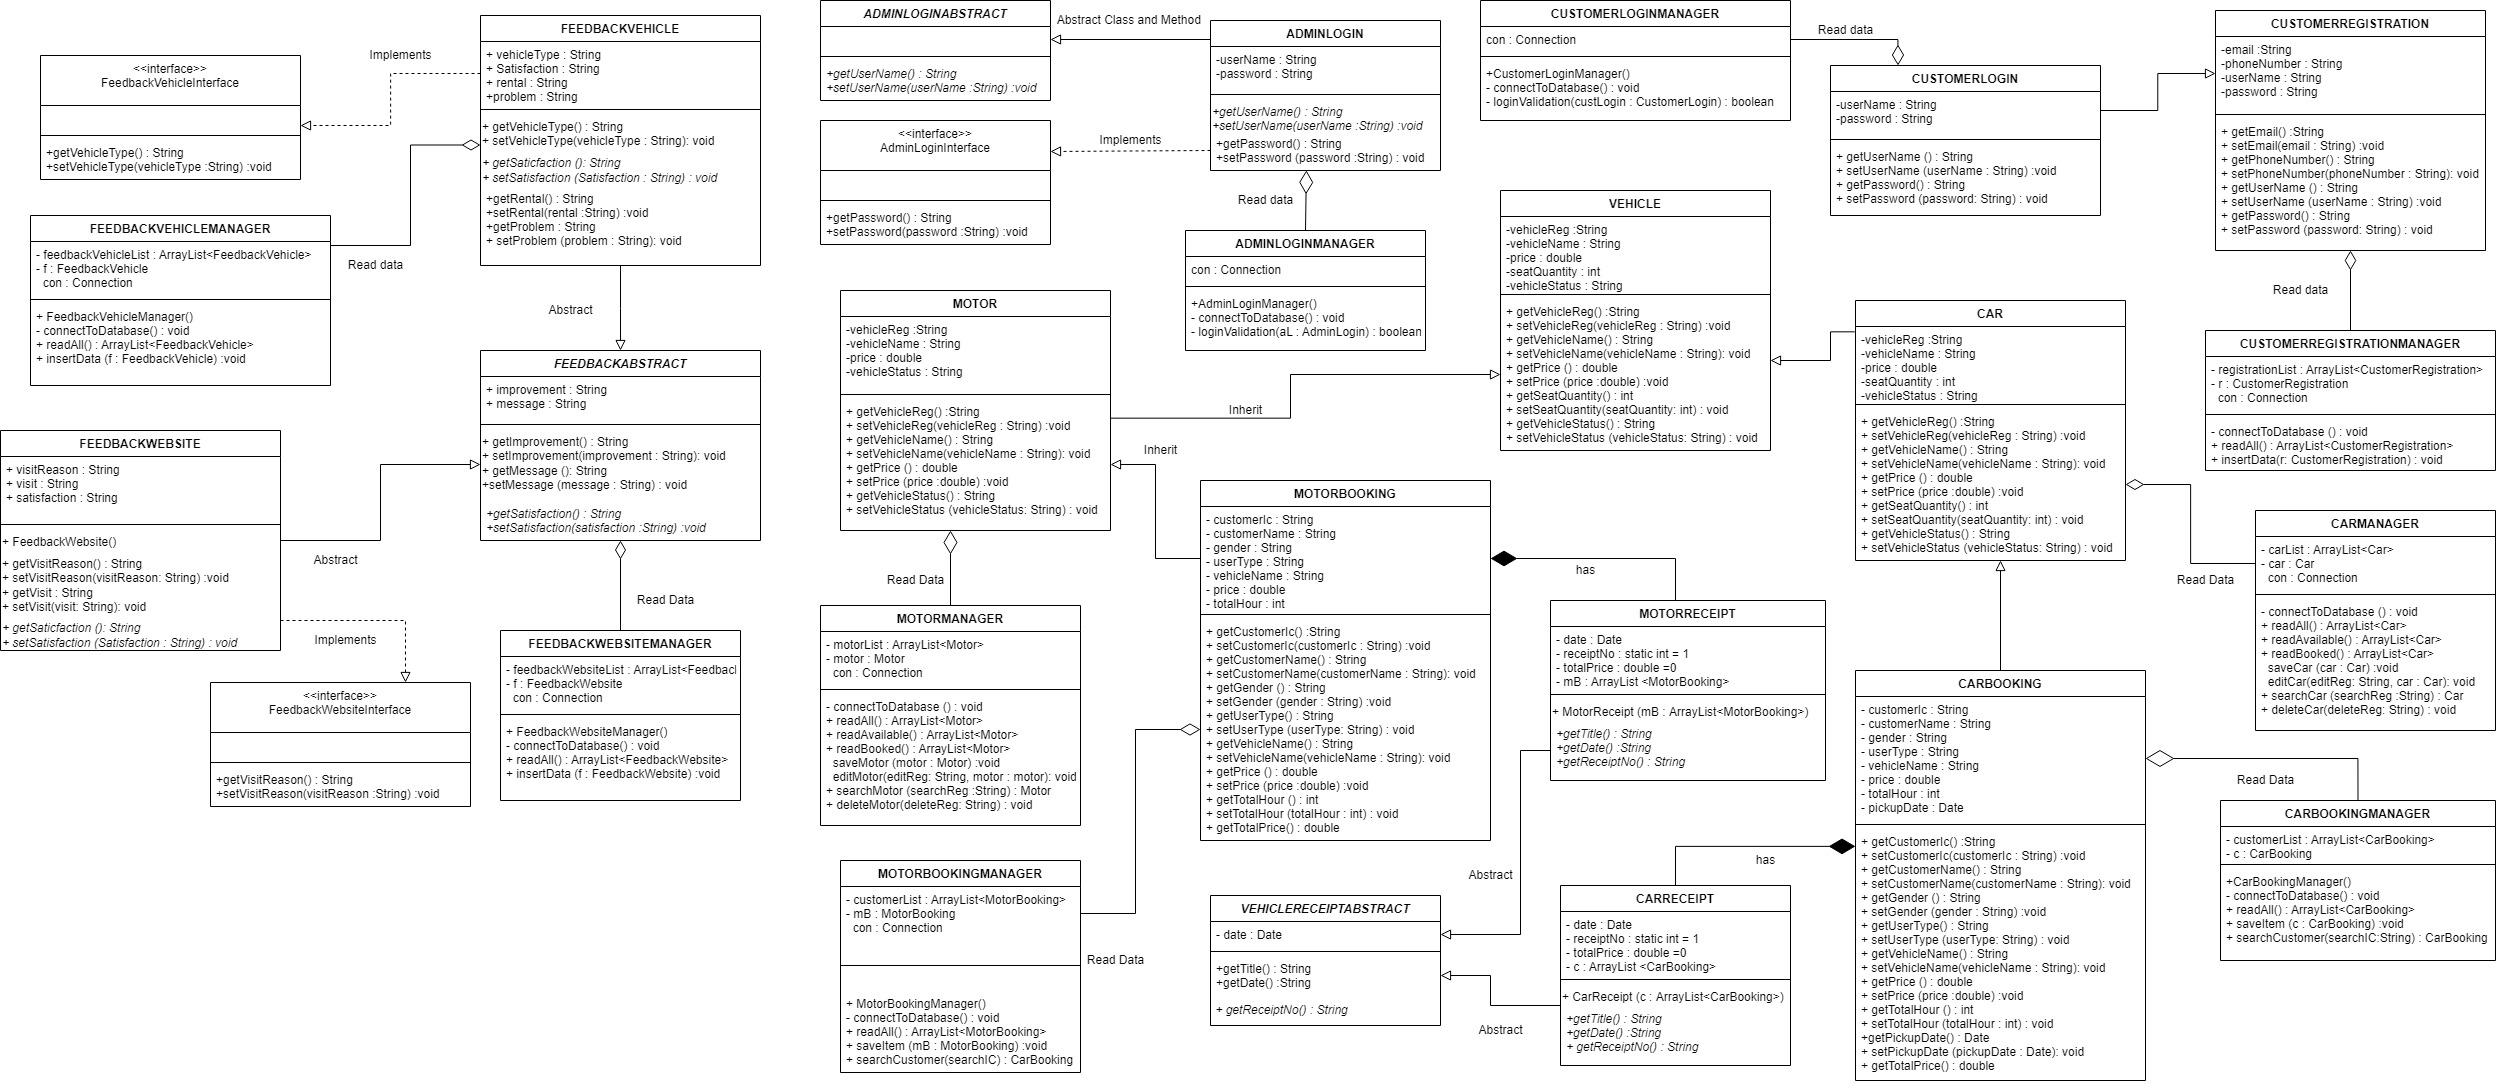 FEEDBACKVEHICLE
+ vehicleType : String
+ Satisfaction : String
+ rental : String
+problem : String
+ getVehicleType() : String
+ setVehicleType(vehicleType : String): void
+ getSaticfaction (): String
+ setSatisfaction (Satisfaction : String) : void
+getRental() : String
+setRental(rental :String) :void
+getProblem : String
+ setProblem (problem : String): void
Implements
<<interface>>
FeedbackVehicleInterface
+getVehicleType() : String
+setVehicleType(vehicleType :String) :void
FEEDBACKVEHICLEMANAGER
- feedbackVehicleList : ArrayList<FeedbackVehicle>
- f : FeedbackVehicle
con : Connection
+ FeedbackVehicleManager()
- connectToDatabase() : void
+ readAll() : ArrayList<FeedbackVehicle>
+ insertData (f : FeedbackVehicle) :void
Read data
Abstract
FEEDBACKABSTRACT
+ improvement : String
+ message : String
+ getImprovement() : String
+ setImprovement(improvement : String): void
+ getMessage (): String
+setMessage (message : String) : void
+getSatisfaction() : String
+setSatisfaction(satisfaction :String) :void
FEEDBACKWEBSITE
+ visitReason : String
+ visit : String
+ satisfaction : String
+ FeedbackWebsite()
+ getVisitReason() : String
+ setVisitReason(visitReason: String) :void
+ getVisit : String
+ setVisit(visit: String): void
+ getSaticfaction (): String
+ setSatisfaction (Satisfaction : String) : void
Abstract
Implements
<<interface>>
FeedbackWebsiteInterface
+getVisitReason() : String
+setVisitReason(visitReason :String) :void
Read Data
FEEDBACKWEBSITEMANAGER
- feedbackWebsiteList : ArrayList<Feedbacl
- f : FeedbackWebsite
con : Connection
+ FeedbackWebsiteManager()
- connectToDatabase() : void
+ readAll() : ArrayList<FeedbackWebsite>
+ insertData (f : FeedbackWebsite) :void
ADMINLOGINABSTRACT
+getUserName() : String
+setUserName(userName :String) :void
Abstract Class and Method
<<interface>>
AdminLoginInterface
+getPassword() : String
+setPassword(password :String) :void
Implements
ADMINLOGIN
-userName : String
-password : String
+getUserName() : String
+setUserName(userName :String) :void
+getPassword() : String
+setPassword (password :String) : void
Read data
ADMINLOGINMANAGER
con : Connection
+AdminLoginManager()
- connectToDatabase() : void
- loginValidation(aL : AdminLogin) : boolean
CUSTOMERLOGINMANAGER
con : Connection
+CustomerLoginManager()
- connectToDatabase() : void
- loginValidation(custLogin : CustomerLogin) : boolean
Read data
CUSTOMERLOGIN
-userName : String
-password : String
+ getUserName () : String
+ setUserName (userName : String) :void
+ getPassword() : String
+ setPassword (password: String) : void
CUSTOMERREGISTRATION
-email :String
-phoneNumber : String
-userName : String
-password : String
+ getEmail() :String
+ setEmail(email : String) :void
+ getPhoneNumber() : String
+ setPhoneNumber(phoneNumber : String): void
+ getUserName () : String
+ setUserName (userName : String) :void
+ getPassword() : String
+ setPassword (password: String) : void
Read data
CUSTOMERREGISTRATIONMANAGER
- registrationList : ArrayList<CustomerRegistration>
- r : CustomerRegistration
con : Connection
- connectToDatabase () : void
+ readAll() : ArrayList<CustomerRegistration>
+ insertData(r: CustomerRegistration) : void
MOTOR
-vehicleReg :String
-vehicleName : String
-price : double
-vehicleStatus : String
+ getVehicleReg() :String
+ setVehicleReg(vehicleReg : String) :void
+ getVehicleName() : String
+ setVehicleName(vehicleName : String): void
+ getPrice () : double
+ setPrice (price :double) :void
+ getVehicleStatus() : String
+ setVehicleStatus (vehicleStatus: String) : void
Inherit
Inherit
VEHICLE
-vehicleReg :String
-vehicleName : String
-price : double
-seatQuantity : int
-vehicleStatus : String
+ getVehicleReg() : String
+ setVehicleReg(vehicleReg : String) :void
+ getVehicleName() : String
+ setVehicleName(vehicleName : String): void
+ getPrice () : double
+ setPrice (price :double) :void
+ getSeatQuantity() : int
+ setSeatQuantity(seatQuantity: int) : void
+ getVehicleStatus() : String
+ setVehicleStatus (vehicleStatus: String) : void
CAR
-vehicleReg :String
-vehicleName : String
-price : double
-seatQuantity : int
-vehicleStatus : String
+ getVehicleReg() :String
+ setVehicleReg(vehicleReg : String) :void
+ getVehicleName() : String
+ setVehicleName(vehicleName : String): void
+ getPrice () : double
+ setPrice (price :double) :void
+ getSeatQuantity() : int
+ setSeatQuantity(seatQuantity: int) : void
+ getVehicleStatus() : String
+ setVehicleStatus (vehicleStatus: String) : void
Read Data
CARMANAGER
- carList : ArrayList<Car>
- car : Car
con : Connection
- connectToDatabase () : void
+ readAll() : ArrayList<Car>
+ readAvailable() : ArrayList<Car>
+ readBooked() : ArrayList<Car>
saveCar (car : Car) :void
editCar(editReg: String, car : Car): void
+ searchCar (searchReg :String) : Car
+ deleteCar(deleteReg: String) : void
Read Data
MOTORMANAGER
- motorList : ArrayList<Motor>
- motor : Motor
con : Connection
- connectToDatabase () : void
+ readAll() : ArrayList<Motor>
+ readAvailable() : ArrayList<Motor>
+ readBooked() : ArrayList<Motor>
saveMotor (motor : Motor) :void
editMotor(editReg: String, motor : motor): void
+ searchMotor (searchReg :String) : Motor
+ deleteMotor(deleteReg: String) : void
MOTORBOOKING
- customerIc : String
- customerName : String
- gender : String
- userType : String
- vehicleName : String
- price : double
- totalHour : int
+ getCustomerIc() :String
+ setCustomerIc(customerIc : String) :void
+ getCustomerName() : String
+ setCustomerName(customerName : String): void
+ getGender () : String
+ setGender (gender : String) :void
+ getUserType() : String
+ setUserType (userType: String) : void
+ getVehicleName() : String
+ setVehicleName(vehicleName : String): void
+ getPrice () : double
+ setPrice (price :double) :void
+ getTotalHour () : int
+ setTotalHour (totalHour : int) : void
+ getTotalPrice() : double
has
MOTORRECEIPT
- date : Date
- receiptNo : static int = 1
- totalPrice : double =0
- mB : ArrayList <MotorBooking>
+ MotorReceipt (mB : ArrayList<MotorBooking>)
+getTitle() : String
+getDate() :String
+getReceiptNo() : String
Abstract
MOTORBOOKINGMANAGER
- customerList : ArrayList<MotorBooking>
- mB : MotorBooking
con : Connection
+ MotorBookingManager()
- connectToDatabase() : void
+ readAll() : ArrayList<MotorBooking>
+ saveItem (mB : MotorBooking) :void
+ searchCustomer(searchIC) : CarBooking
Read Data
VEHICLERECEIPTABSTRACT
- date : Date
+getTitle() : String
+getDate() :String
+ getReceiptNo() : String
Abstract
has
CARRECEIPT
- date : Date
- receiptNo : static int = 1
- totalPrice : double =0
- c : ArrayList <CarBooking>
+ CarReceipt (c : ArrayList<CarBooking>)
+getTitle() : String
+getDate() :String
+ getReceiptNo() : String
CARBOOKING
- customerIc : String
- customerName : String
- gender : String
- userType : String
- vehicleName : String
- price : double
- totalHour : int
- pickupDate : Date
+ getCustomerIc() :String
+ setCustomerIc(customerIc : String) :void
+ getCustomerName() : String
+ setCustomerName(customerName : String): void
+ getGender () : String
+ setGender (gender : String) :void
+ getUserType() : String
+ setUserType (userType: String) : void
+ getVehicleName() : String
+ setVehicleName(vehicleName : String): void
+ getPrice () : double
+ setPrice (price :double) :void
+ getTotalHour () : int
+ setTotalHour (totalHour : int) : void
+getPickupDate() : Date
+ setPickupDate (pickupDate : Date): void
+ getTotalPrice() : double
Read Data
CARBOOKINGMANAGER
- customerList : ArrayList<CarBooking>
- c : CarBooking
+CarBookingManager()
- connectToDatabase() : void
+ readAll() : ArrayList<CarBooking>
+ saveItem (c : CarBooking) :void
+ searchCustomer(searchIC:String) : CarBooking